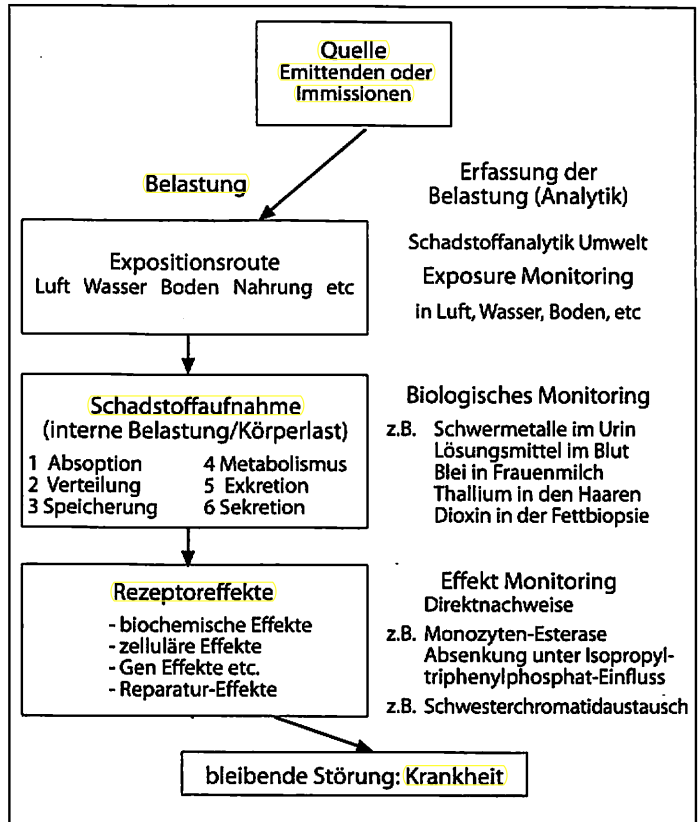 Quelle
Emittenden oder
Immissionen
Belastung
Erfassung der
Belastung (Analytik)
Expositionsroute
Luft Wasser Boden Nahrung etc
Schadstoffanalytik Umwelt
Exposure Monitoring
in Luft, Wasser, Boden, etc
Schadstoffaufnahme
(interne Belastung/Körperlast)
1 Absoption 4 Metabolismus
2 Verteilung 5 Exkretion
3 Speicherung 6 Sekretion
Biologisches Monitoring
z.B. Schwermetalle im Urin
Lösungsmittel im Blut
Blei in Frauenmilch
Thallium in den Haaren
Dioxin in der Fettbiopsie
Rezeptoreffekte
- biochemische Effekte
- zelluläre Effekte
- Gen Effekte etc.
- Reparatur-Effekte
Effekt Monitoring
Direktnachweise
z.B. Monozyten-Esterase
Absenkung unter Isopropyl-
triphenylphosphat-Einfluss
z.B. Schwesterchromatidaustausch
bleibende Störung: Krankheit